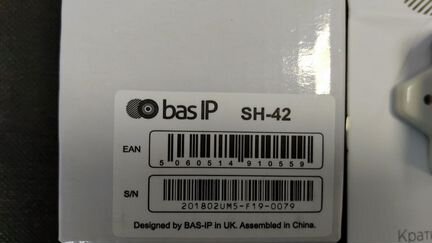 bas IP SH-42
EAN
5 060514 910559
S/N
201802UM5-F19-0079
Designed by BAS-IP in UK. Assembled in China.
Крат